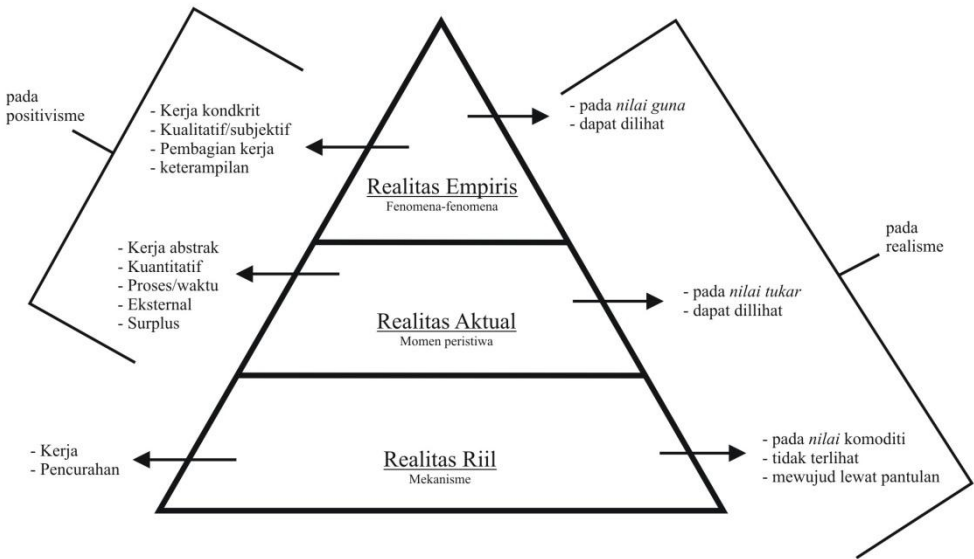 pada
positivisme
- Kerja kondkrit
- Kualitatif/subjektif
- Pembagian kerja
- keterampilan
- pada nilai guna
- dapat dilihat
Realitas Empiris
Fenomena-fenomena
pada
realisme
- Kerja abstrak
- Kuantitatif
- Proses/waktu
- Eksternal
- Surplus
- pada nilai tukar
- dapat dillihat
Realitas Aktual
Momen peristiwa
- Kerja
- Pencurahan
Realitas Riil
Mekanisme
- pada nilai komoditi
- tidak terlihat
- mewujud lewat pantulan